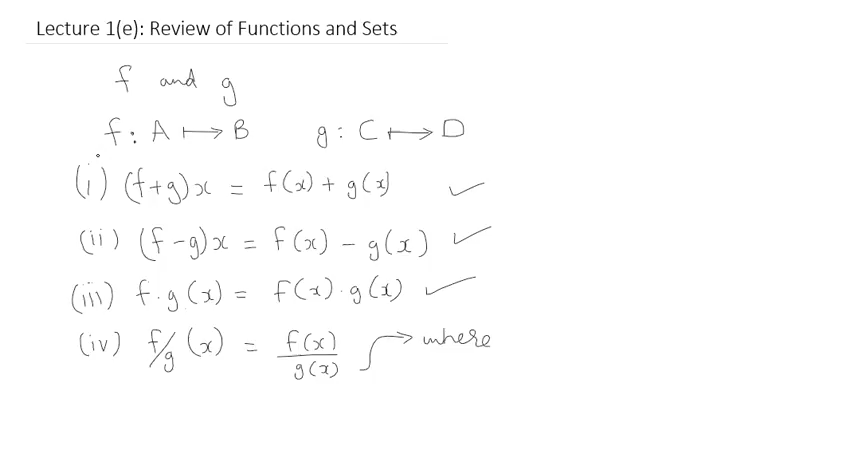 Lecture 1(e): Review of Functions and Sets
f and g
f : A ↦ B g : C ↦ D
(i) (f+g)x = f(x) + g(x) ✓
(ii) (f-g)x = f(x) - g(x) ✓
(iii) f.g(x) = f(x).g(x) ✓
(iv) f/g (x) = f(x)/g(x) → where